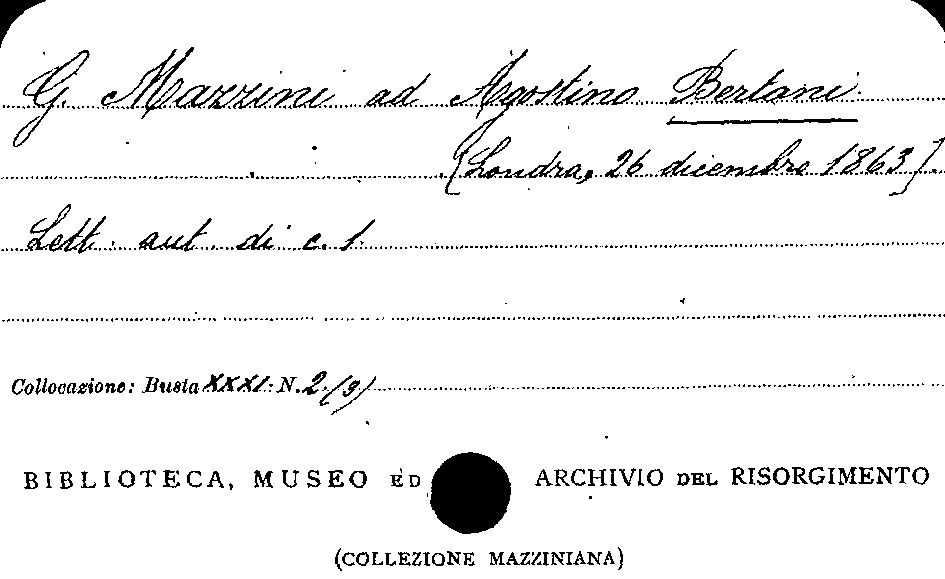 G. Mazzini ad Agostino Bertani
[Londra, 26 dicembre 1863].
Lett. aut. di c. 1.
Collocazione: Busta XXXI. N. 2. (9)
BIBLIOTECA, MUSEO ED ARCHIVIO DEL RISORGIMENTO
(COLLEZIONE MAZZINIANA)